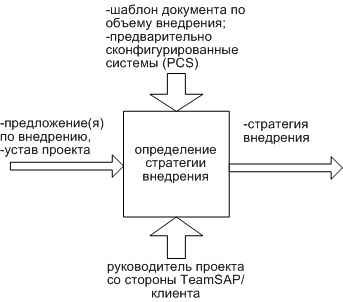 -шаблон документа по
объему внедрения;
-предварительно
сконфигурированные
системы (PCS)
-предложение(я)
по внедрению,
-устав проекта
определение
стратегии
внедрения
-стратегия
внедрения
руководитель проекта
со стороны TeamSAP/
клиента